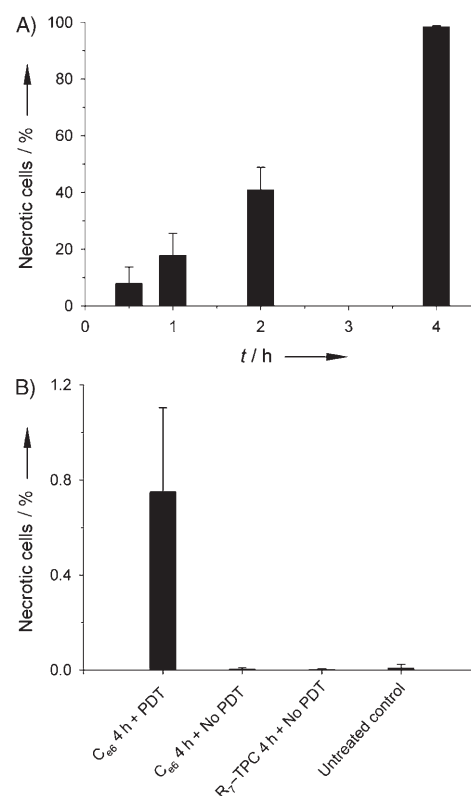 A)
100
80
60
40
20
0
Necrotic cells / %
0 1 2 3 4
t / h
B)
1.2
0.8
0.4
0.0
Necrotic cells / %
Ce6 4 h + PDT
Ce6 4 h + No PDT
R7–TPC 4 h + No PDT
Untreated control